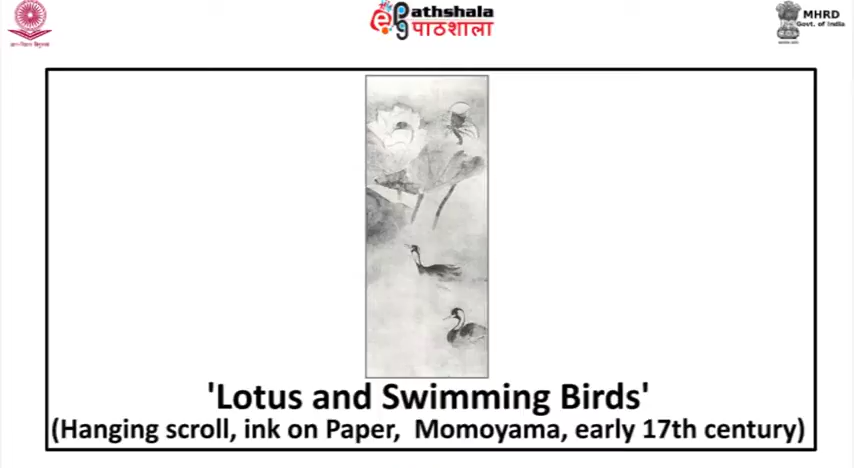 epathshala
पाठशाला
MHRD
Govt. of India
'Lotus and Swimming Birds'
(Hanging scroll, ink on Paper, Momoyama, early 17th century)